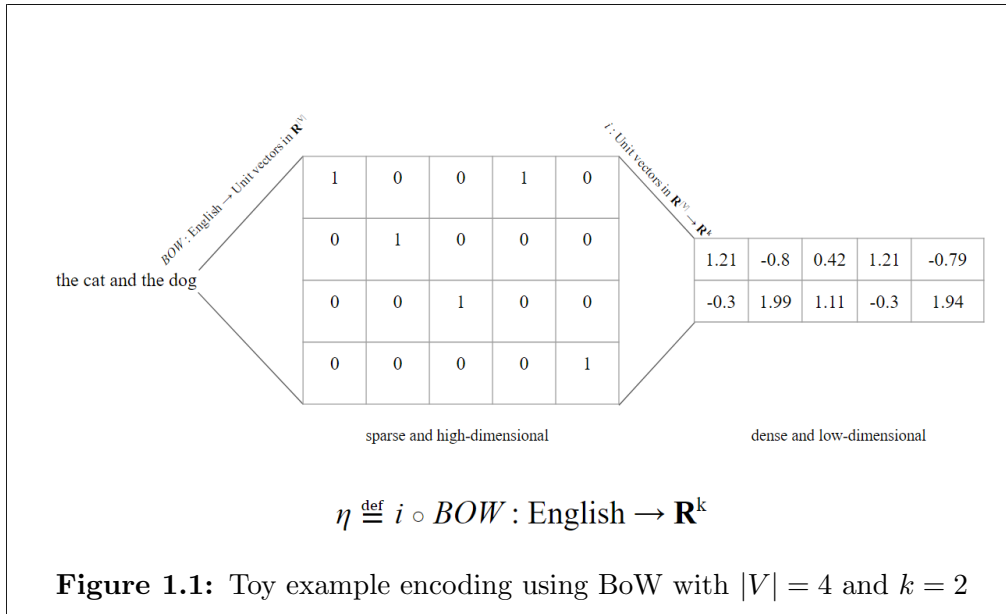 BOW : English → Unit vectors in R^|V|
i : Unit vectors in R^|V| → R^k
the cat and the dog
1 0 0 1 0
0 1 0 0 0
0 0 1 0 0
0 0 0 0 1
1.21 -0.8 0.42 1.21 -0.79
-0.3 1.99 1.11 -0.3 1.94
sparse and high-dimensional
dense and low-dimensional
η ≝ i ∘ BOW : English → R^k
Figure 1.1: Toy example encoding using BoW with |V| = 4 and k = 2